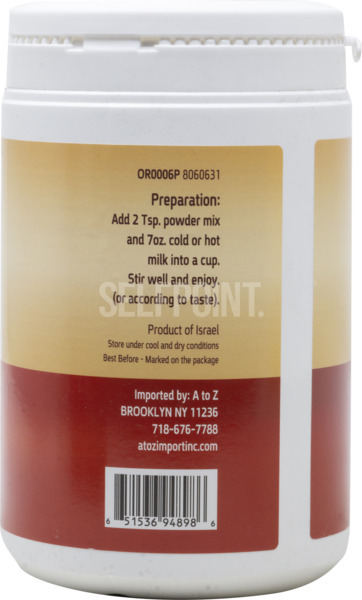 OR0006P 8060631
Preparation:
Add 2 Tsp. powder mix
and 7oz. cold or hot
milk into a cup.
Stir well and enjoy.
(or according to taste).
SELFPOINT.
Product of Israel
Store under cool and dry conditions
Best Before - Marked on the package
Imported by: A to Z
BROOKLYN NY 11236
718-676-7788
atozimportinc.com
6 51536 94898 6